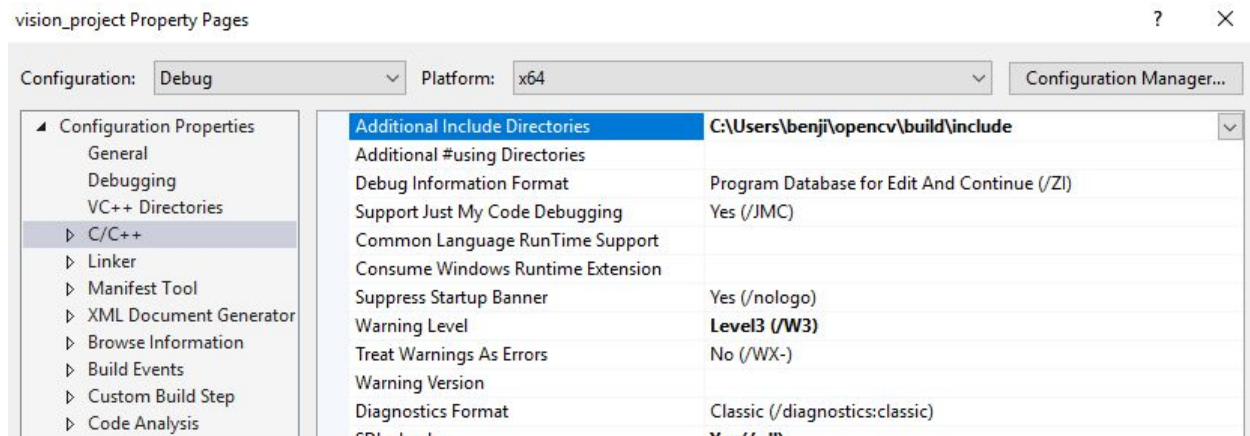 vision_project Property Pages ? ×
Configuration: Debug Platform: x64 Configuration Manager...
Configuration Properties
General
Debugging
VC++ Directories
C/C++
Linker
Manifest Tool
XML Document Generator
Browse Information
Build Events
Custom Build Step
Code Analysis
Additional Include Directories C:\Users\benji\opencv\build\include
Additional #using Directories
Debug Information Format Program Database for Edit And Continue (/ZI)
Support Just My Code Debugging Yes (/JMC)
Common Language RunTime Support
Consume Windows Runtime Extension
Suppress Startup Banner Yes (/nologo)
Warning Level Level3 (/W3)
Treat Warnings As Errors No (/WX-)
Warning Version
Diagnostics Format Classic (/diagnostics:classic)